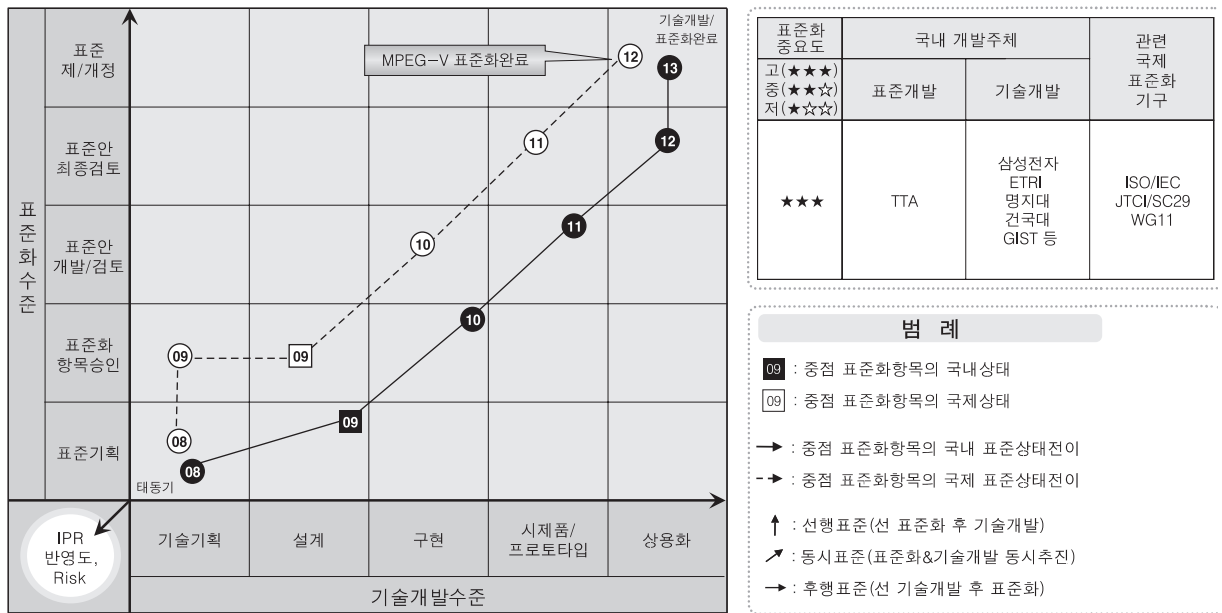 표준
제/개정
표준안
최종검토
표준안
개발/검토
표준화
항목승인
표준기획
표준화수준
기술개발/
표준화완료
MPEG-V 표준화완료
12
13
11
12
10
11
09
09
10
08
09
08
태동기
IPR
반영도,
Risk
기술기획
설계
구현
시제품/
프로토타입
상용화
기술개발수준
표준화
중요도
국내 개발주체
관련
국제
표준화
기구
고(★★★)
중(★★☆)
저(★☆☆)
표준개발
기술개발
★★★
TTA
삼성전자
ETRI
명지대
건국대
GIST 등
ISO/IEC
JTCI/SC29
WG11
범 례
09 : 중점 표준화항목의 국내상태
09 : 중점 표준화항목의 국제상태
→ : 중점 표준화항목의 국내 표준상태전이
--→ : 중점 표준화항목의 국제 표준상태전이
↑ : 선행표준(선 표준화 후 기술개발)
↗ : 동시표준(표준화&기술개발 동시추진)
→ : 후행표준(선 기술개발 후 표준화)